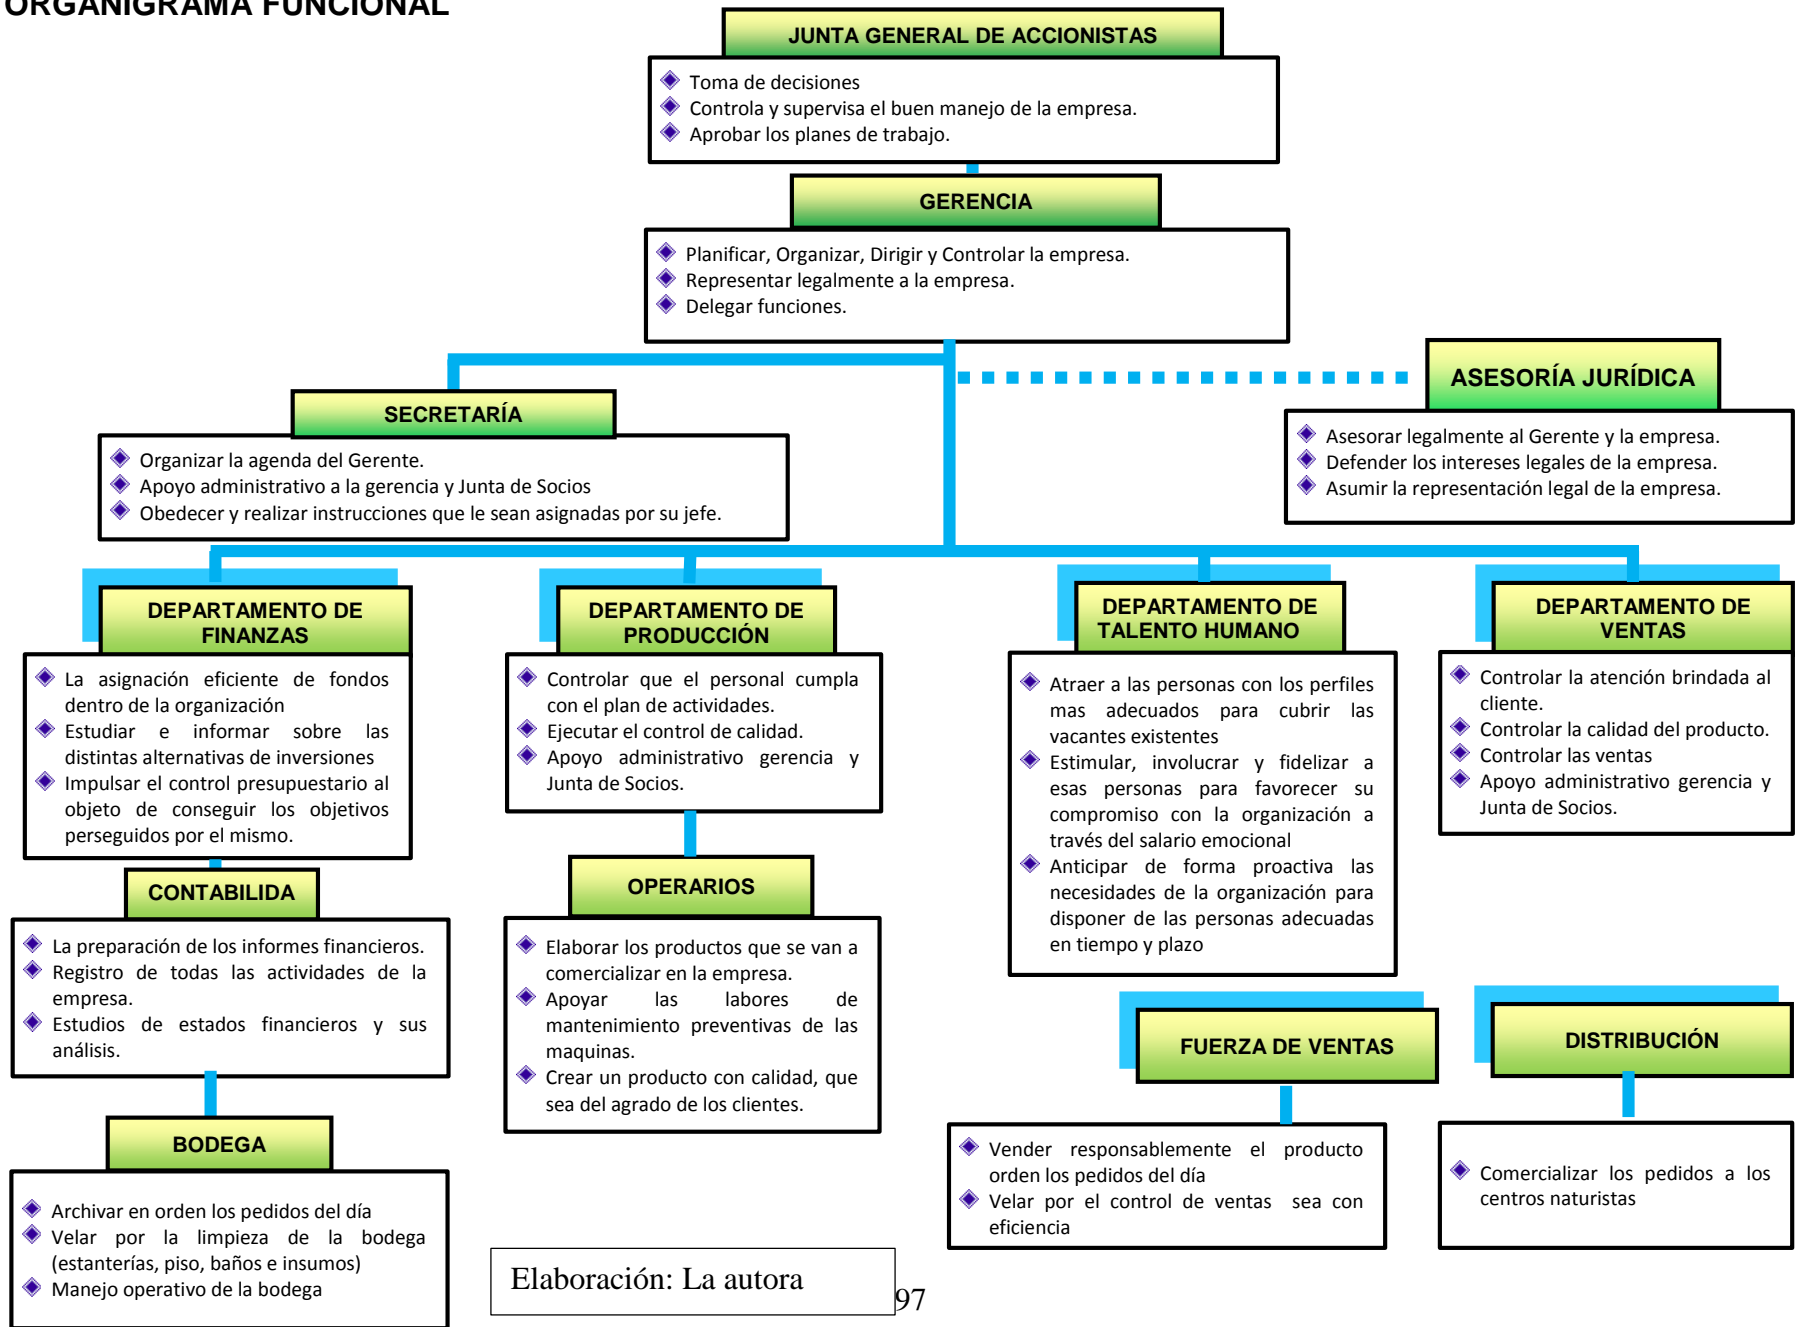 ORGANIGRAMA FUNCIONAL
JUNTA GENERAL DE ACCIONISTAS
Toma de decisiones
Controla y supervisa el buen manejo de la empresa.
Aprobar los planes de trabajo.
GERENCIA
Planificar, Organizar, Dirigir y Controlar la empresa.
Representar legalmente a la empresa.
Delegar funciones.
ASESORÍA JURÍDICA
Asesorar legalmente al Gerente y la empresa.
Defender los intereses legales de la empresa.
Asumir la representación legal de la empresa.
SECRETARÍA
Organizar la agenda del Gerente.
Apoyo administrativo a la gerencia y Junta de Socios
Obedecer y realizar instrucciones que le sean asignadas por su jefe.
DEPARTAMENTO DE
FINANZAS
La asignación eficiente de fondos
dentro de la organización
Estudiar e informar sobre las
distintas alternativas de inversiones
Impulsar el control presupuestario al
objeto de conseguir los objetivos
perseguidos por el mismo.
CONTABILIDA
La preparación de los informes financieros.
Registro de todas las actividades de la
empresa.
Estudios de estados financieros y sus
análisis.
BODEGA
Archivar en orden los pedidos del día
Velar por la limpieza de la bodega
(estanterías, piso, baños e insumos)
Manejo operativo de la bodega
DEPARTAMENTO DE
PRODUCCIÓN
Controlar que el personal cumpla
con el plan de actividades.
Ejecutar el control de calidad.
Apoyo administrativo gerencia y
Junta de Socios.
OPERARIOS
Elaborar los productos que se van a
comercializar en la empresa.
Apoyar las labores de
mantenimiento preventivas de las
maquinas.
Crear un producto con calidad, que
sea del agrado de los clientes.
DEPARTAMENTO DE
TALENTO HUMANO
Atraer a las personas con los perfiles
mas adecuados para cubrir las
vacantes existentes
Estimular, involucrar y fidelizar a
esas personas para favorecer su
compromiso con la organización a
través del salario emocional
Anticipar de forma proactiva las
necesidades de la organización para
disponer de las personas adecuadas
en tiempo y plazo
DEPARTAMENTO DE
VENTAS
Controlar la atención brindada al
cliente.
Controlar la calidad del producto.
Controlar las ventas
Apoyo administrativo gerencia y
Junta de Socios.
FUERZA DE VENTAS
Vender responsablemente el producto
orden los pedidos del día
Velar por el control de ventas sea con
eficiencia
DISTRIBUCIÓN
Comercializar los pedidos a los
centros naturistas
Elaboración: La autora
97